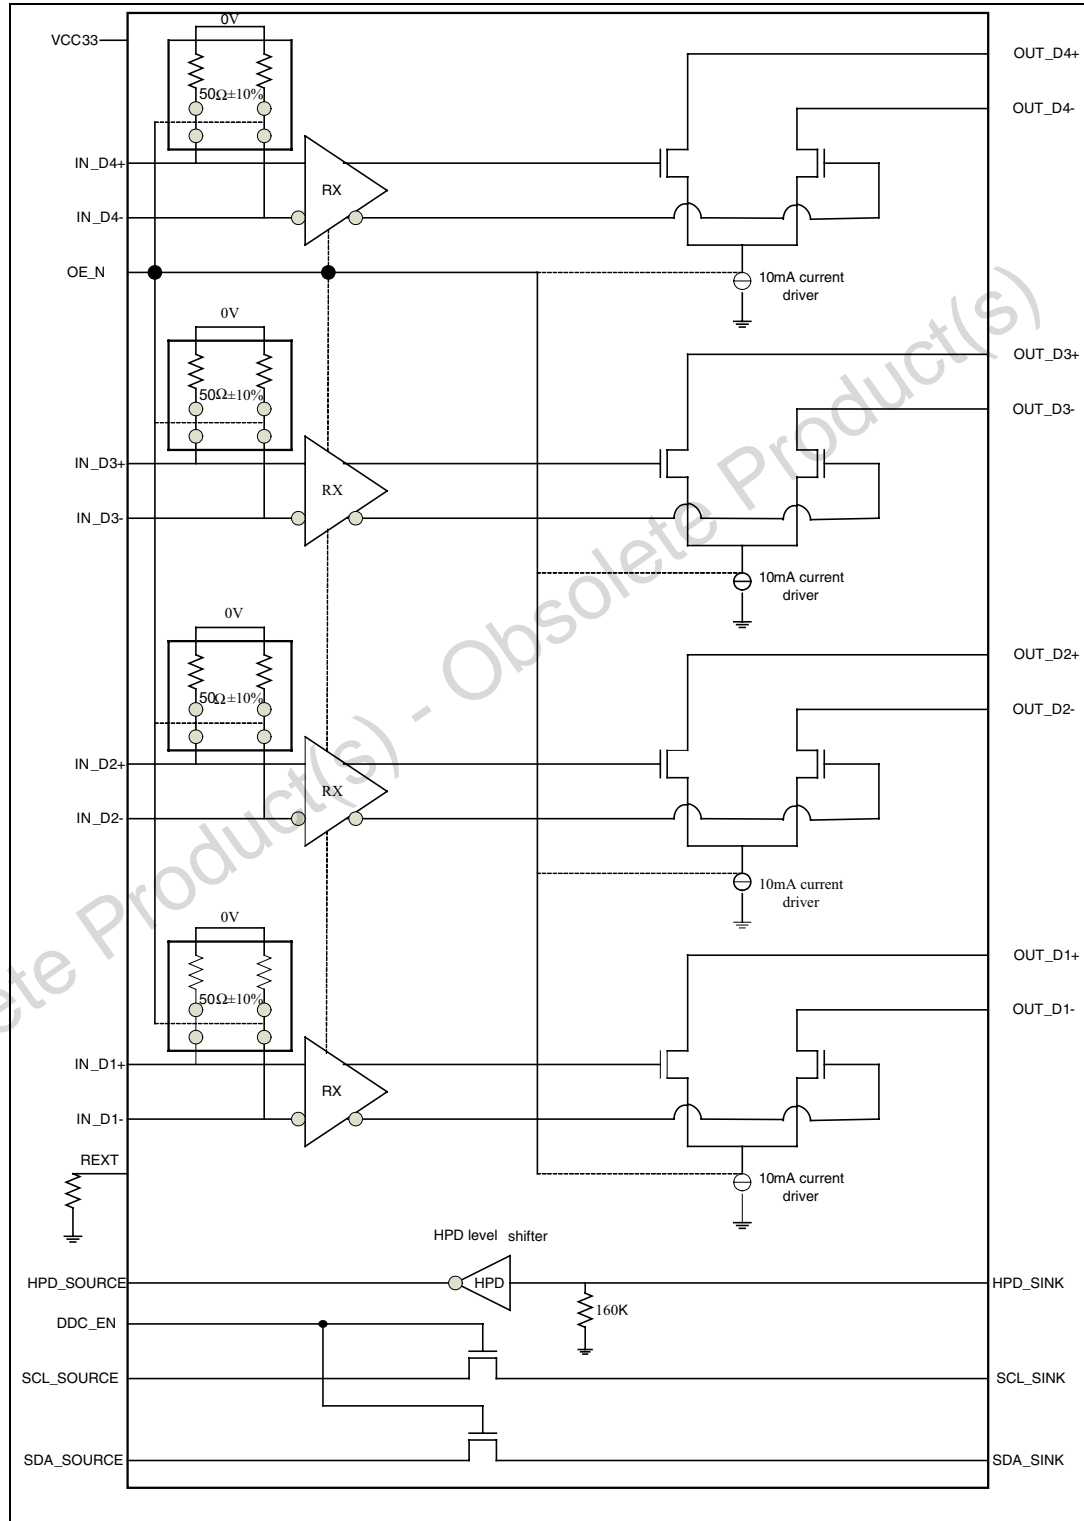 0V
VCC33
OUT_D4+
50Ω±10%
OUT_D4-
IN_D4+
RX
IN_D4-
OE_N
10mA current
driver
0V
OUT_D3+
50Ω±10%
OUT_D3-
IN_D3+
RX
IN_D3-
10mA current
driver
0V
OUT_D2+
50Ω±10%
OUT_D2-
IN_D2+
RX
IN_D2-
10mA current
driver
0V
OUT_D1+
50Ω±10%
OUT_D1-
IN_D1+
RX
IN_D1-
REXT
10mA current
driver
HPD level shifter
HPD_SOURCE
HPD
HPD_SINK
160K
DDC_EN
SCL_SOURCE
SCL_SINK
SDA_SOURCE
SDA_SINK
ete Product(s) - Obsolete Product(s)